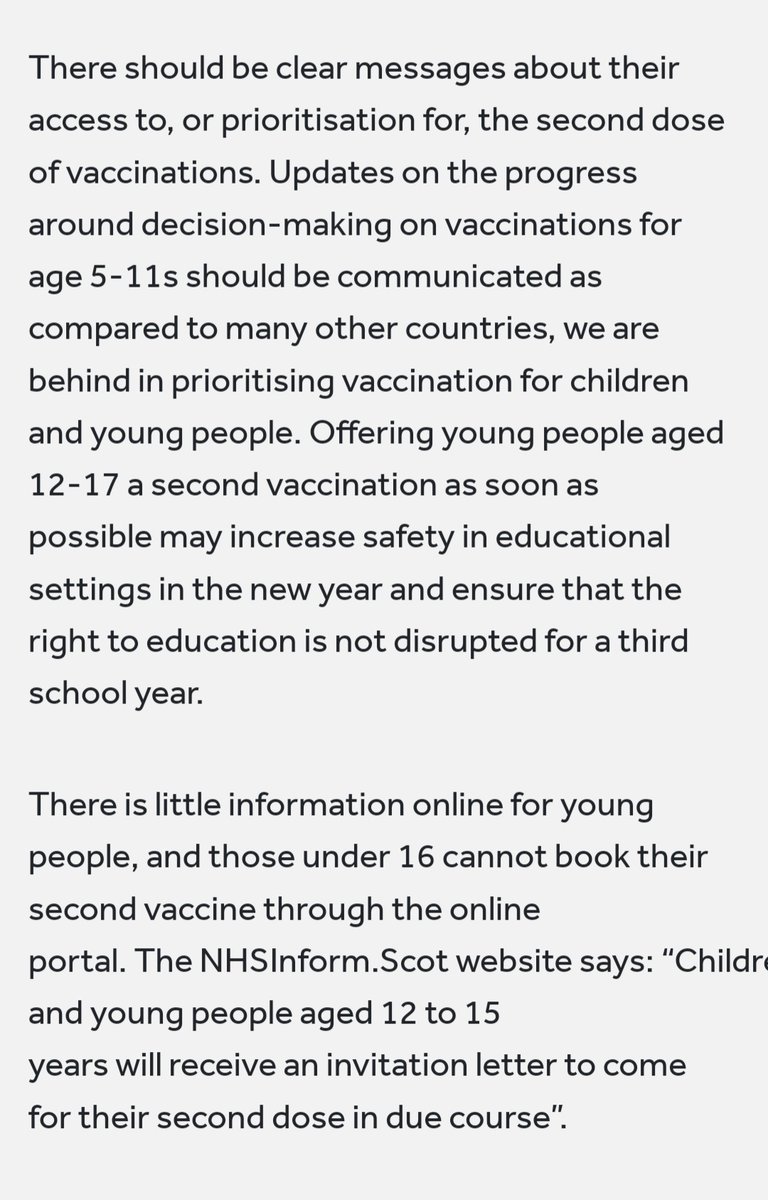 There should be clear messages about their
access to, or prioritisation for, the second dose
of vaccinations. Updates on the progress
around decision-making on vaccinations for
age 5-11s should be communicated as
compared to many other countries, we are
behind in prioritising vaccination for children
and young people. Offering young people aged
12-17 a second vaccination as soon as
possible may increase safety in educational
settings in the new year and ensure that the
right to education is not disrupted for a third
school year.
There is little information online for young
people, and those under 16 cannot book their
second vaccine through the online
portal. The NHSInform.Scot website says: “Childre
and young people aged 12 to 15
years will receive an invitation letter to come
for their second dose in due course”.